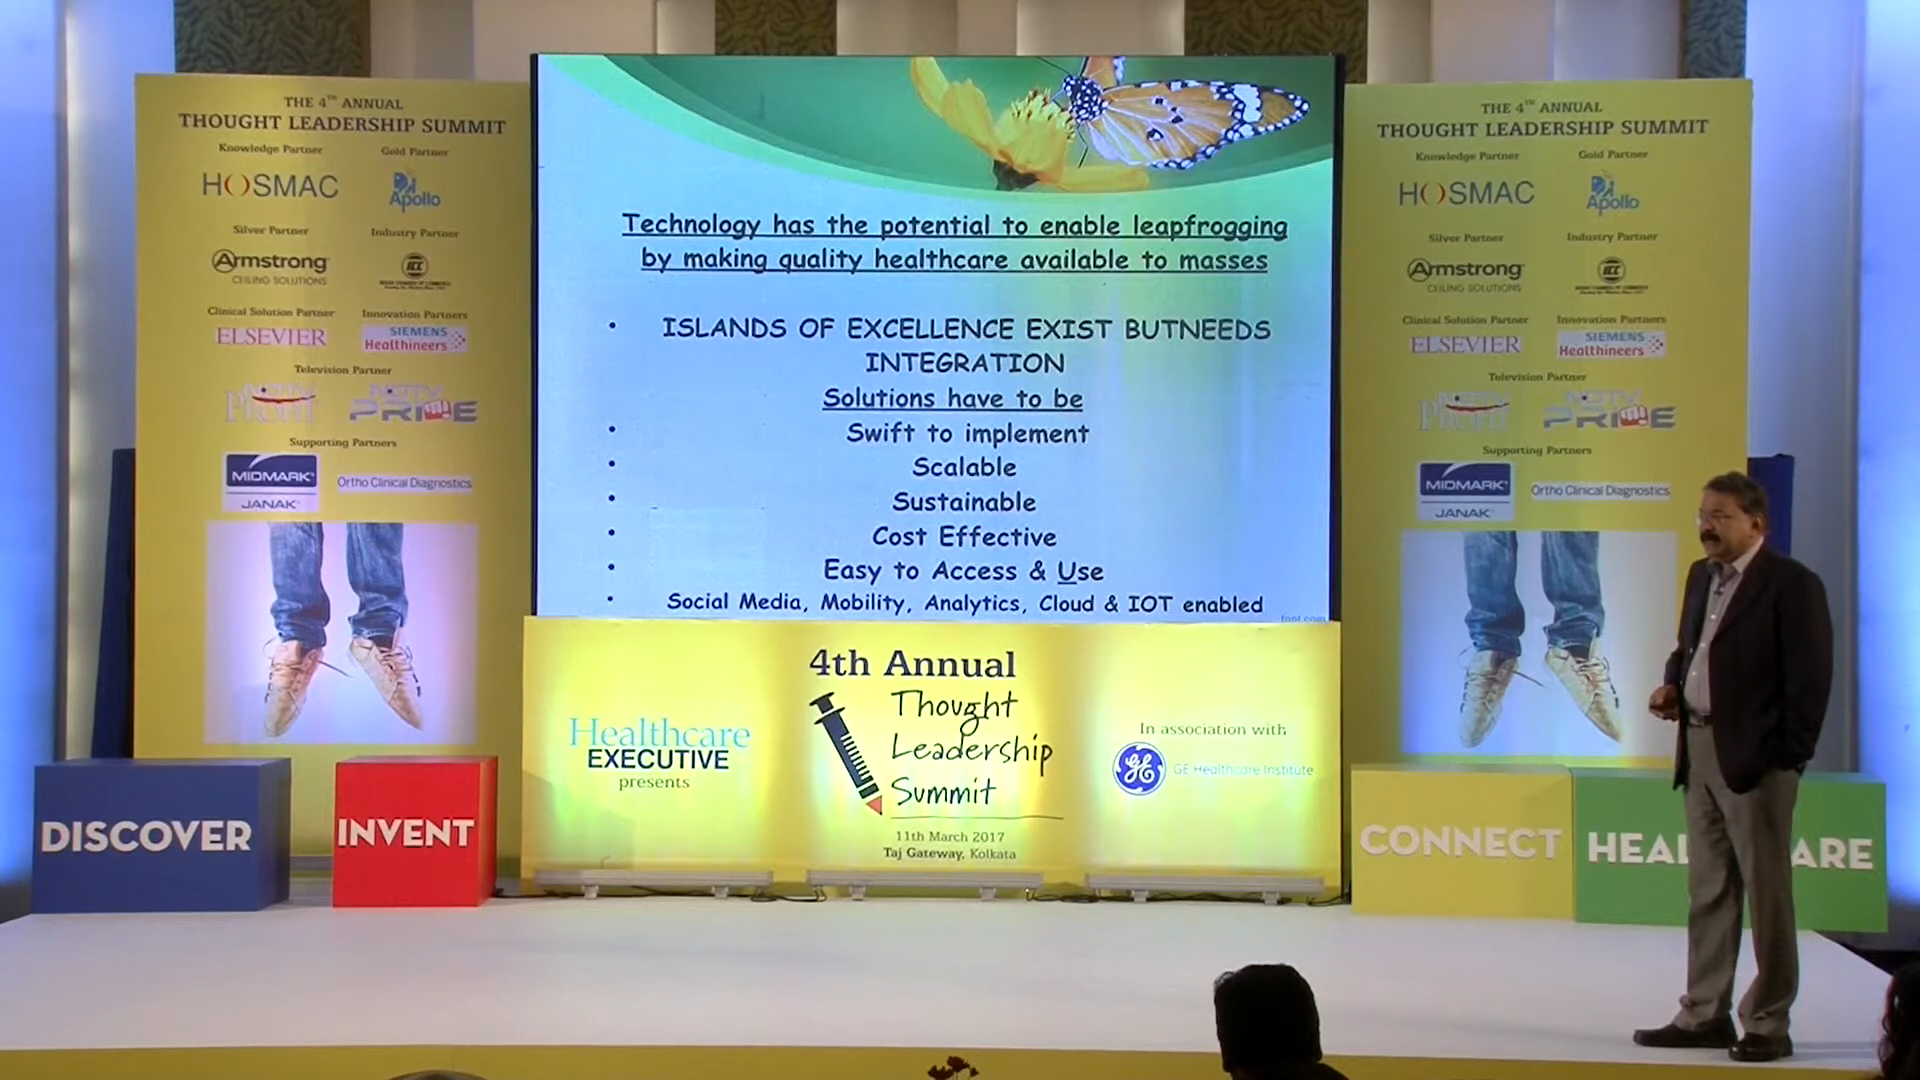 THE 4TH ANNUAL
THOUGHT LEADERSHIP SUMMIT
Knowledge Partner
Gold Partner
HOSMAC
Apollo
Silver Partner
Industry Partner
Armstrong
CEILING SOLUTIONS
ICC
Clinical Solution Partner
Innovation Partners
ELSEVIER
SIEMENS
Healthineers
Television Partner
NDTV
PROFIT
NDTV
PRIME
Supporting Partners
MIDMARK
JANAK
Ortho Clinical Diagnostics
Technology has the potential to enable leapfrogging
by making quality healthcare available to masses
• ISLANDS OF EXCELLENCE EXIST BUTNEEDS
INTEGRATION
Solutions have to be
• Swift to implement
• Scalable
• Sustainable
• Cost Effective
• Easy to Access & Use
• Social Media, Mobility, Analytics, Cloud & IOT enabled
THE 4TH ANNUAL
THOUGHT LEADERSHIP SUMMIT
Knowledge Partner
Gold Partner
HOSMAC
Apollo
Silver Partner
Industry Partner
Armstrong
CEILING SOLUTIONS
ICC
Clinical Solution Partner
Innovation Partners
ELSEVIER
SIEMENS
Healthineers
Television Partner
NDTV
PROFIT
NDTV
PRIME
Supporting Partners
MIDMARK
JANAK
Ortho Clinical Diagnostics
Healthcare
EXECUTIVE
presents
4th Annual
Thought
Leadership
Summit
11th March 2017
Taj Gateway, Kolkata
In association with
GE Healthcare Institute
DISCOVER
INVENT
CONNECT
HEAL ARE